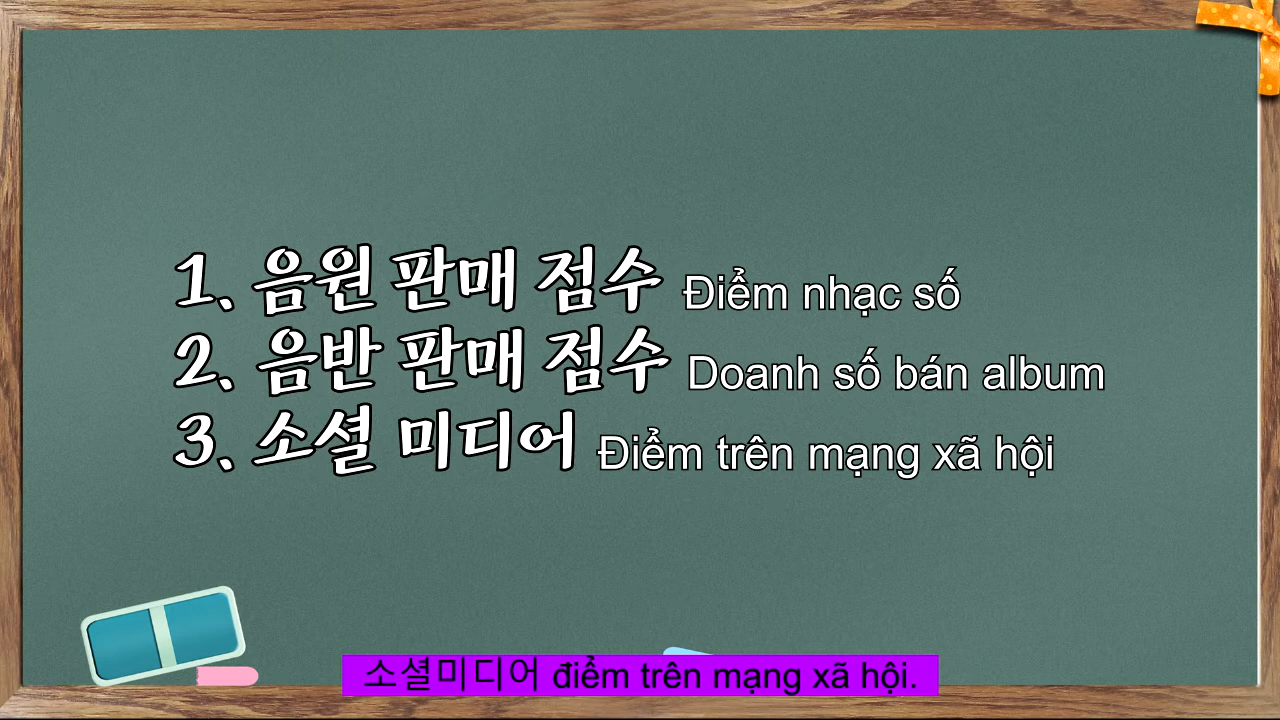 1. 음원 판매 점수 Điểm nhạc số
2. 음반 판매 점수 Doanh số bán album
3. 소셜 미디어 Điểm trên mạng xã hội
소셜미디어 điểm trên mạng xã hội.